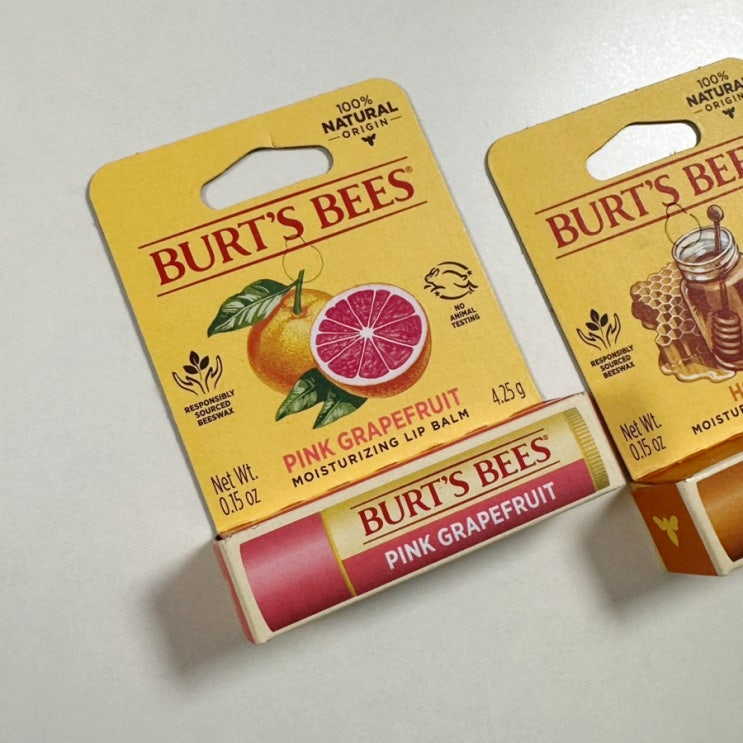 100%
NATURAL
ORIGIN
BURT'S BEES®
NO
ANIMAL
TESTING
RESPONSIBLY
SOURCED
BEESWAX
PINK GRAPEFRUIT
MOISTURIZING LIP BALM
Net Wt.
0.15 oz
4.25 g
BURT'S BEES®
PINK GRAPEFRUIT
100%
NATURAL
ORIGIN
BURT'S BEE
RESPONSIBLY
SOURCED
BEESWAX
H
MOISTUR
Net Wt.
0.15 oz